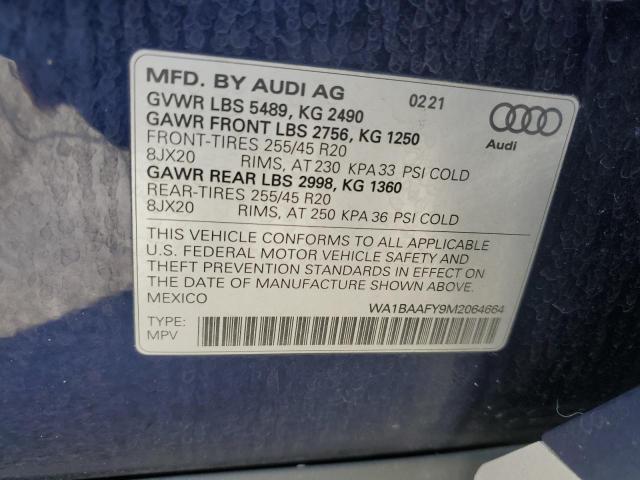 MFD. BY AUDI AG 02 21
GVWR LBS 5489, KG 2490
GAWR FRONT LBS 2756, KG 1250
FRONT-TIRES 255/45 R20
8JX20 RIMS, AT 230 KPA 33 PSI COLD
GAWR REAR LBS 2998, KG 1360
REAR-TIRES 255/45 R20
8JX20 RIMS, AT 250 KPA 36 PSI COLD
Audi
THIS VEHICLE CONFORMS TO ALL APPLICABLE
U.S. FEDERAL MOTOR VEHICLE SAFETY AND
THEFT PREVENTION STANDARDS IN EFFECT ON
THE DATE OF MANUFACTURE SHOWN ABOVE.
MEXICO
WA1BAAFY9M2064664
TYPE:
MPV